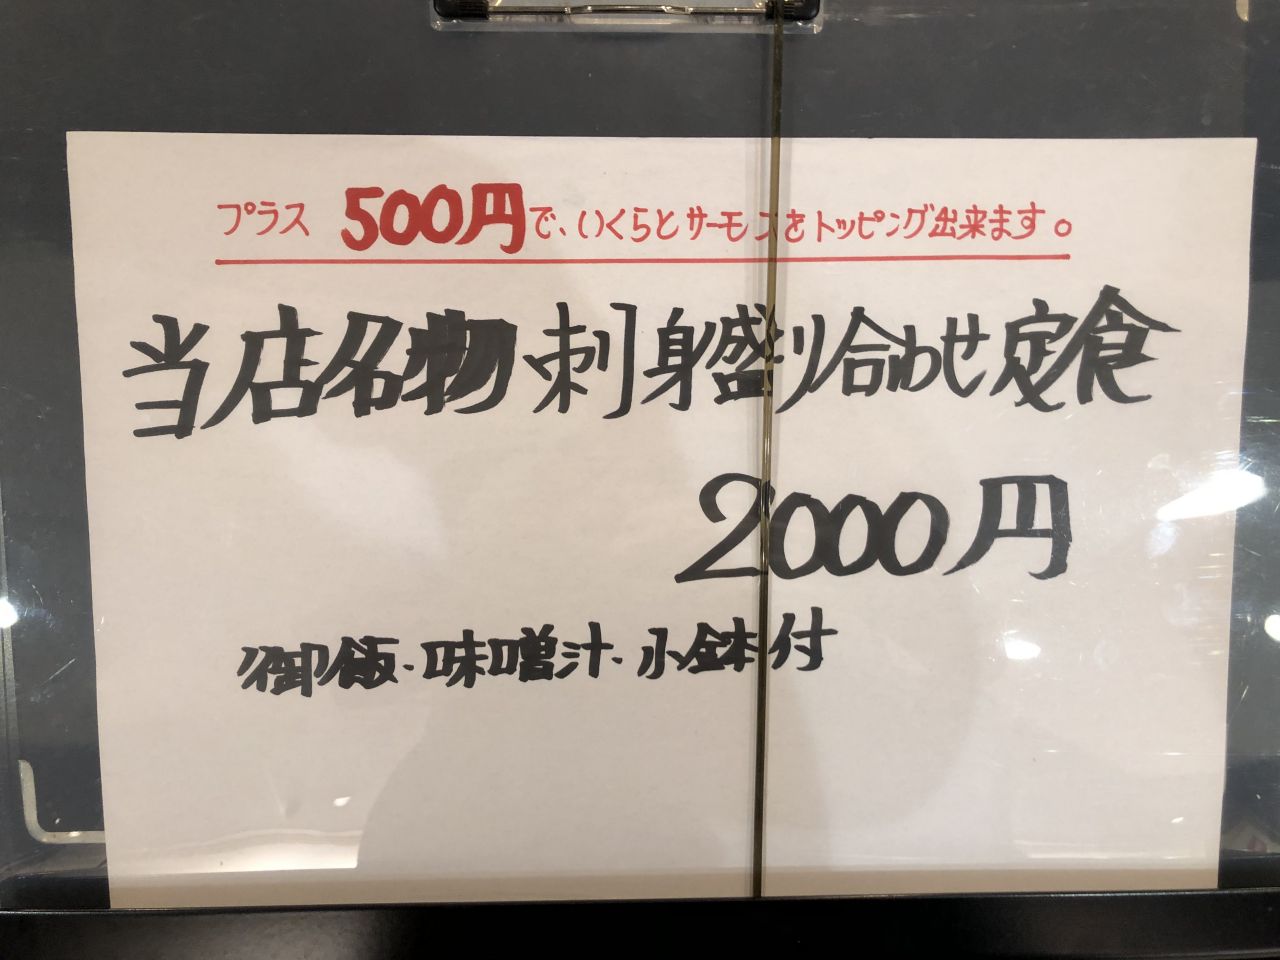 プラス 500円で、いくらとサーモンをトッピング出来ます。
当店名物 刺身盛り合わせ定食
2000円
御飯・味噌汁・小鉢付